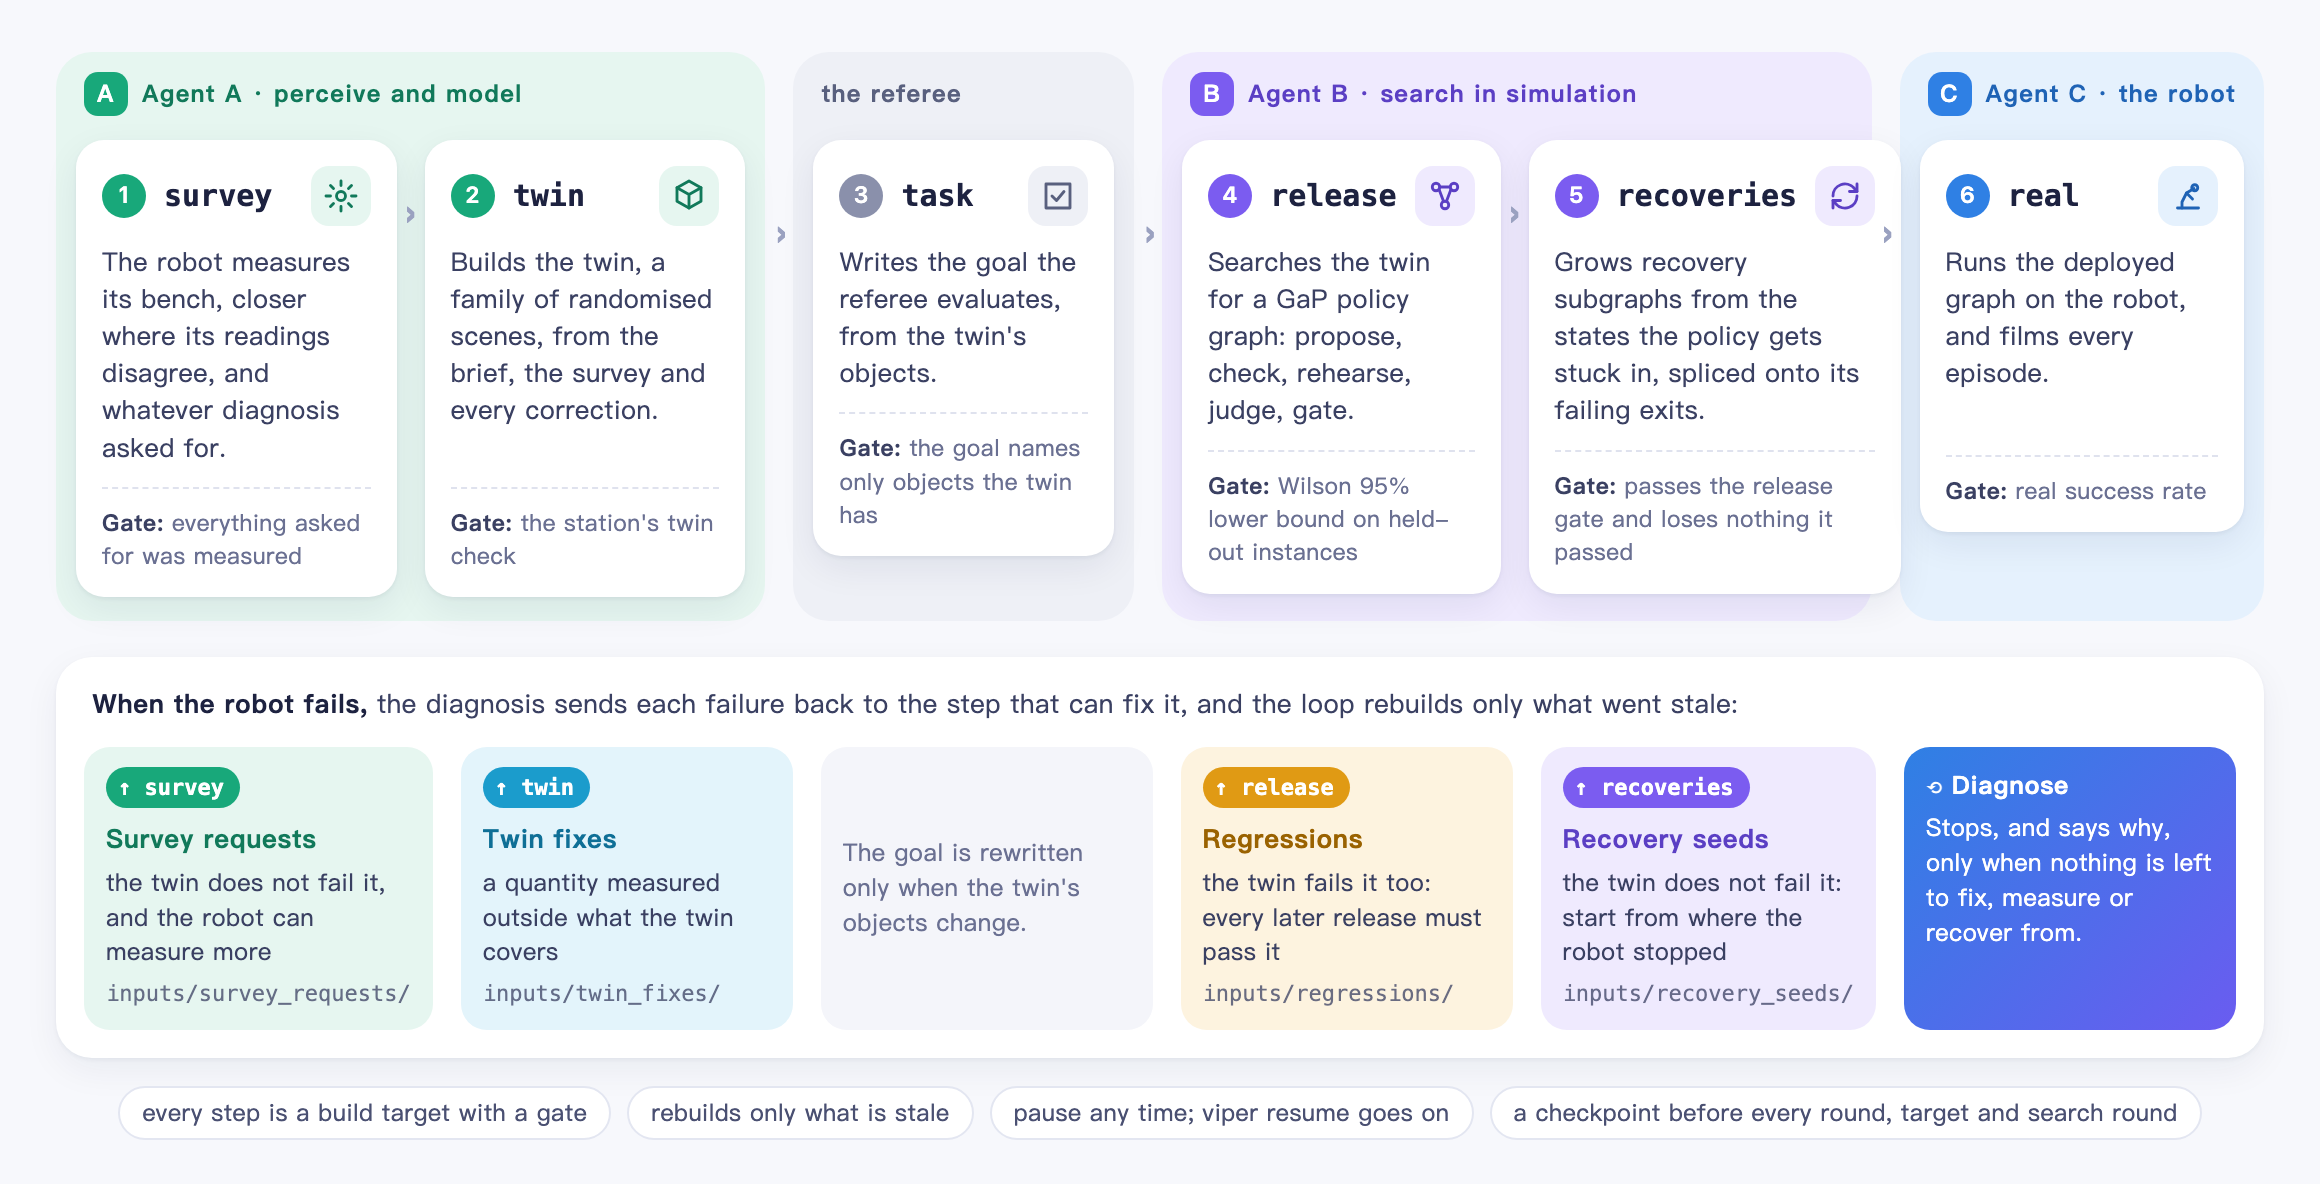 A Agent A · perceive and model
1 survey
The robot measures
its bench, closer
where its readings
disagree, and
whatever diagnosis
asked for.
Gate: everything asked
for was measured
2 twin
Builds the twin, a
family of randomised
scenes, from the
brief, the survey and
every correction.
Gate: the station's twin
check
the referee
3 task
Writes the goal the
referee evaluates,
from the twin's
objects.
Gate: the goal names
only objects the twin
has
B Agent B · search in simulation
4 release
Searches the twin
for a GaP policy
graph: propose,
check, rehearse,
judge, gate.
Gate: Wilson 95%
lower bound on held-
out instances
5 recoveries
Grows recovery
subgraphs from the
states the policy gets
stuck in, spliced onto its
failing exits.
Gate: passes the release
gate and loses nothing it
passed
C Agent C · the robot
6 real
Runs the deployed
graph on the robot,
and films every
episode.
Gate: real success rate
When the robot fails, the diagnosis sends each failure back to the step that can fix it, and the loop rebuilds only what went stale:
↑ survey
Survey requests
the twin does not fail it,
and the robot can
measure more
inputs/survey_requests/
↑ twin
Twin fixes
a quantity measured
outside what the twin
covers
inputs/twin_fixes/
The goal is rewritten
only when the twin's
objects change.
↑ release
Regressions
the twin fails it too:
every later release must
pass it
inputs/regressions/
↑ recoveries
Recovery seeds
the twin does not fail it:
start from where the
robot stopped
inputs/recovery_seeds/
⟲ Diagnose
Stops, and says why,
only when nothing is left
to fix, measure or
recover from.
every step is a build target with a gate
rebuilds only what is stale
pause any time; viper resume goes on
a checkpoint before every round, target and search round